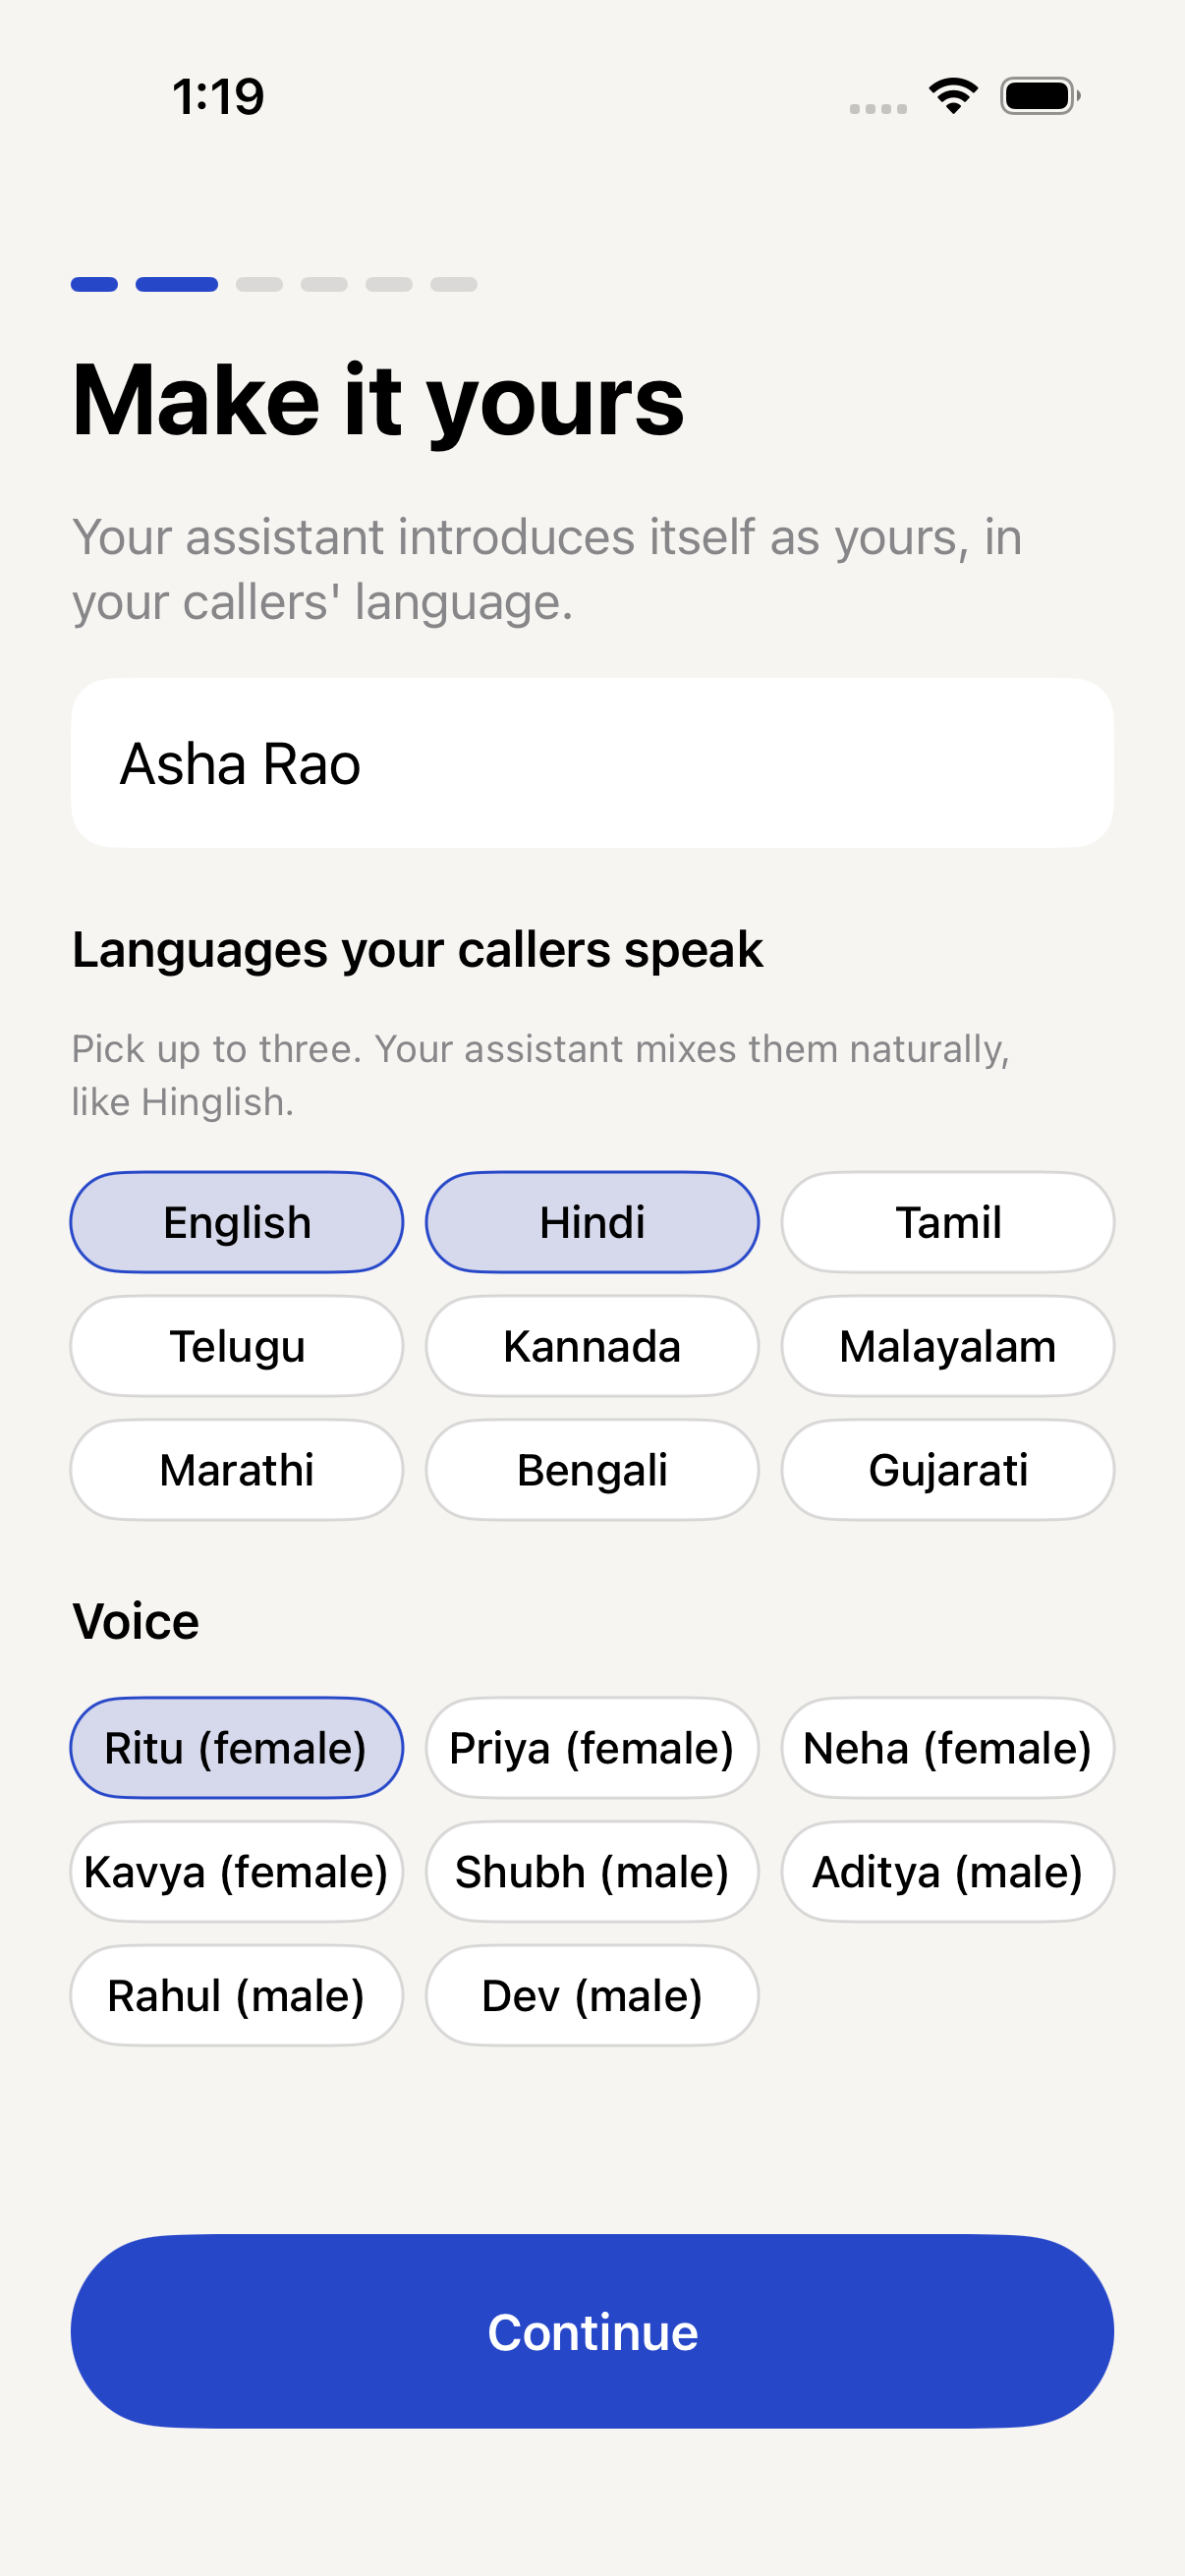 1:19
Make it yours
Your assistant introduces itself as yours, in
your callers' language.
Asha Rao
Languages your callers speak
Pick up to three. Your assistant mixes them naturally,
like Hinglish.
English Hindi Tamil
Telugu Kannada Malayalam
Marathi Bengali Gujarati
Voice
Ritu (female) Priya (female) Neha (female)
Kavya (female) Shubh (male) Aditya (male)
Rahul (male) Dev (male)
Continue